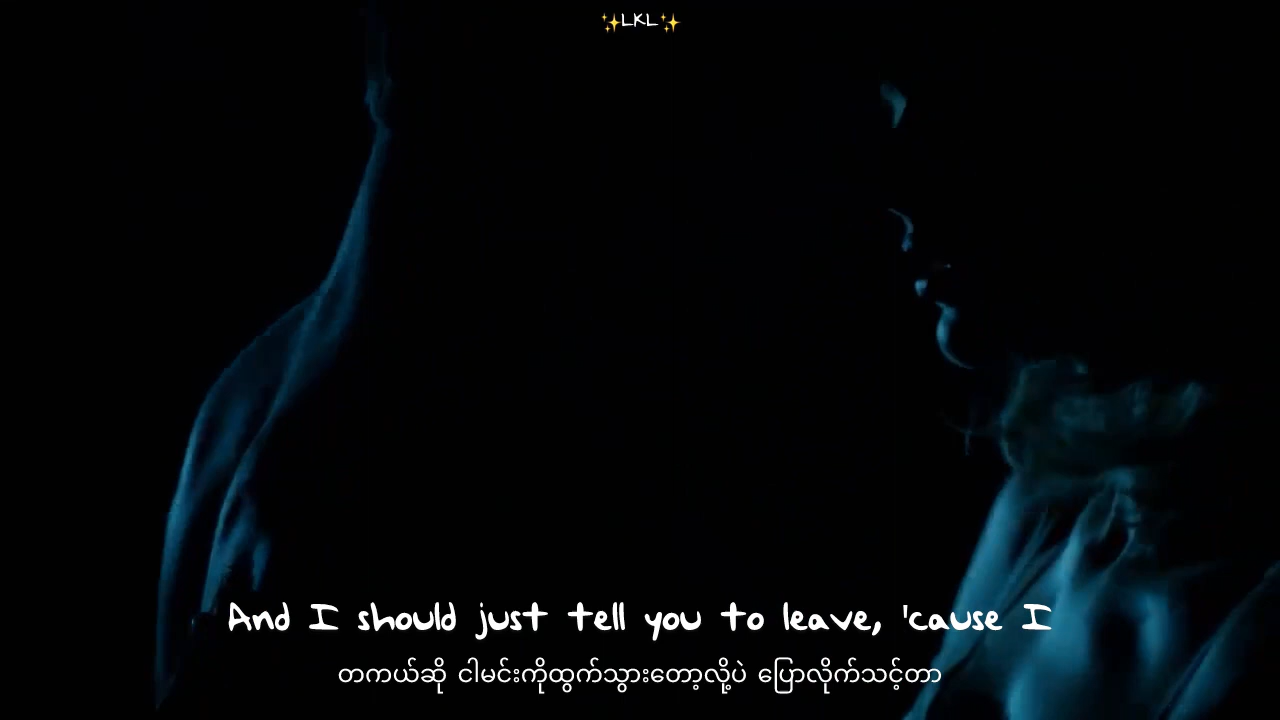 ✨LKL✨
And I should just tell you to leave, 'cause I
တကယ်ဆို ငါမင်းကိုထွက်သွားတော့လို့ပဲ ပြောလိုက်သင့်တာ